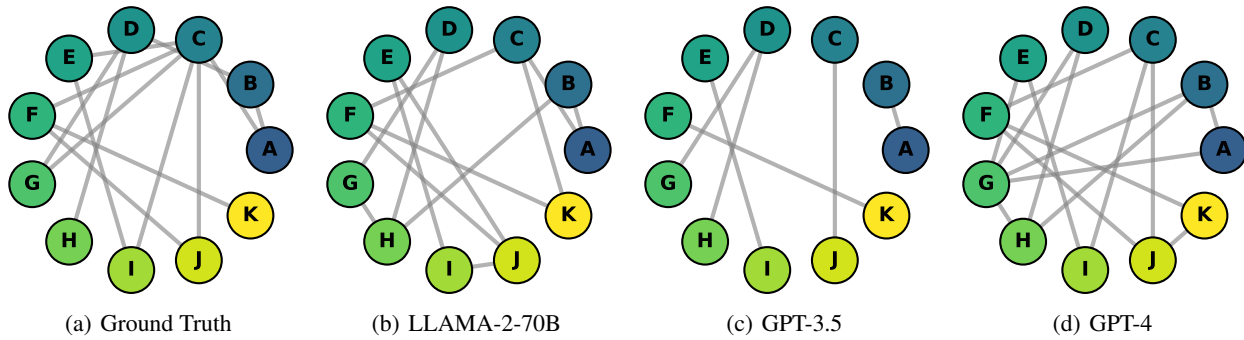 D C E B F A G K H J I
D C E B F A G K H J I
D C E B F A G K H J I
D C E B F A G K H J I
(a) Ground Truth (b) LLAMA-2-70B (c) GPT-3.5 (d) GPT-4